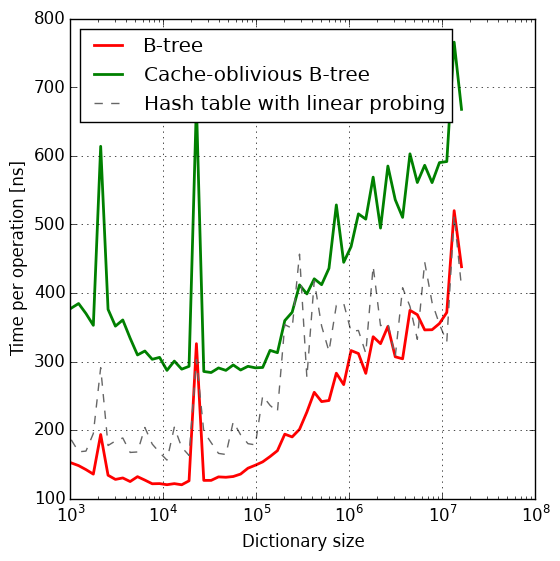 800
700
600
500
400
300
200
100
Time per operation [ns]
B-tree
Cache-oblivious B-tree
Hash table with linear probing
10³ 10⁴ 10⁵ 10⁶ 10⁷ 10⁸
Dictionary size